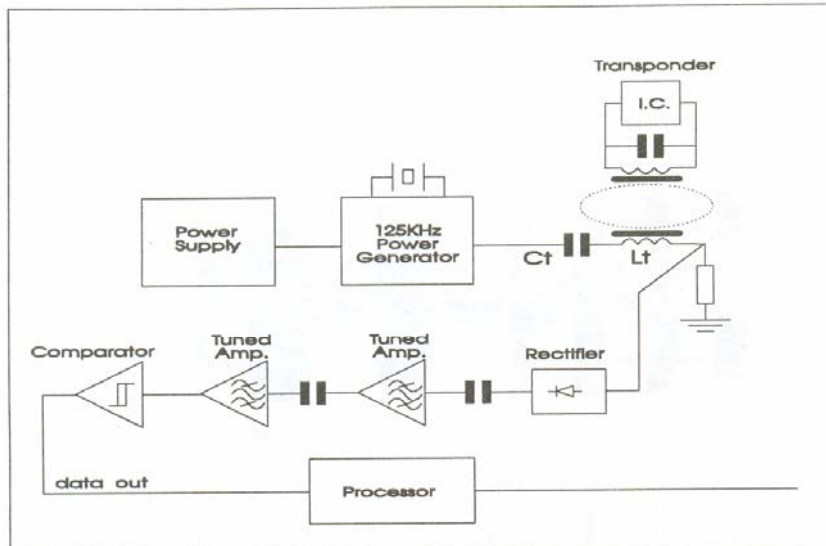 Transponder
I.C.
Power
Supply
125KHz
Power
Generator
Ct
Lt
Comparator
Tuned
Amp.
Tuned
Amp.
Rectifier
data out
Processor